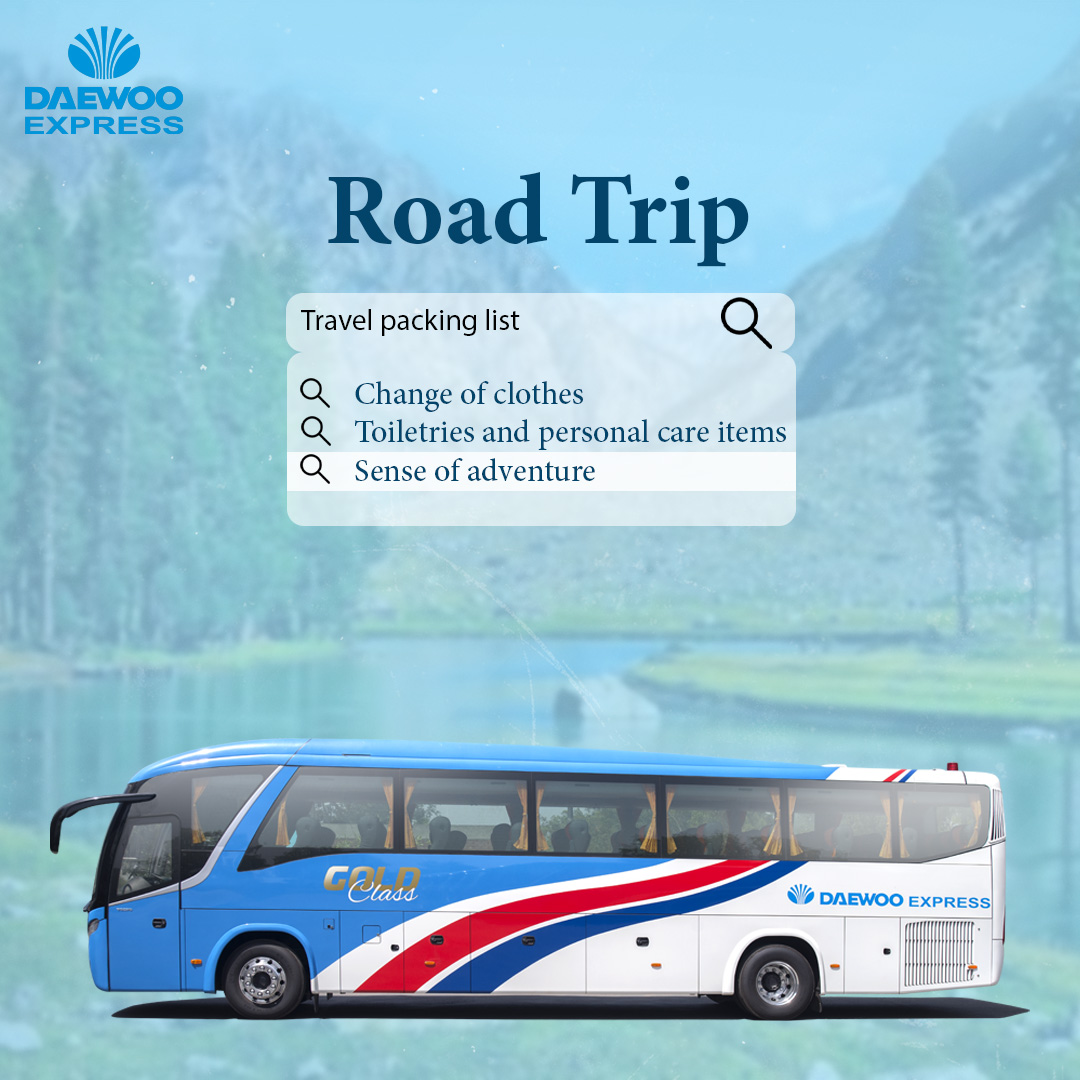 DAEWOO
EXPRESS
Road Trip
Travel packing list
Change of clothes
Toiletries and personal care items
Sense of adventure
GOLD
Class
DAEWOO EXPRESS